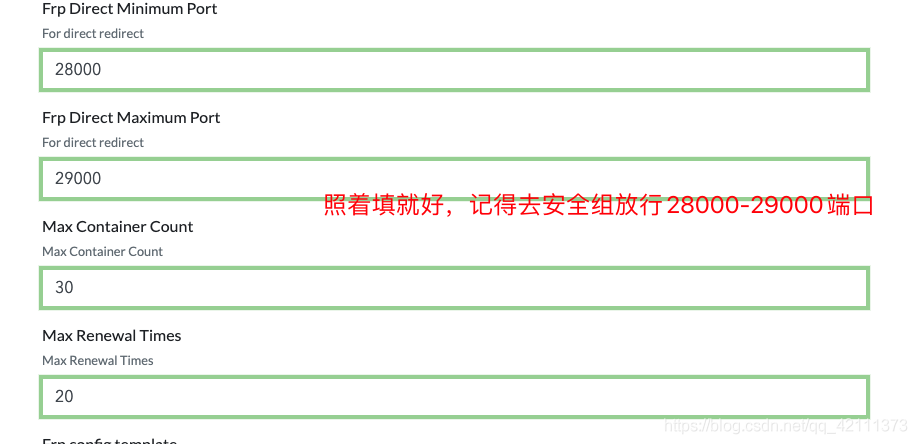 Frp Direct Minimum Port
For direct redirect
28000
Frp Direct Maximum Port
For direct redirect
29000
照着填就好，记得去安全组放行28000-29000端口
Max Container Count
Max Container Count
30
Max Renewal Times
Max Renewal Times
20
Frp config template
https://blog.csdn.net/qq_42111373